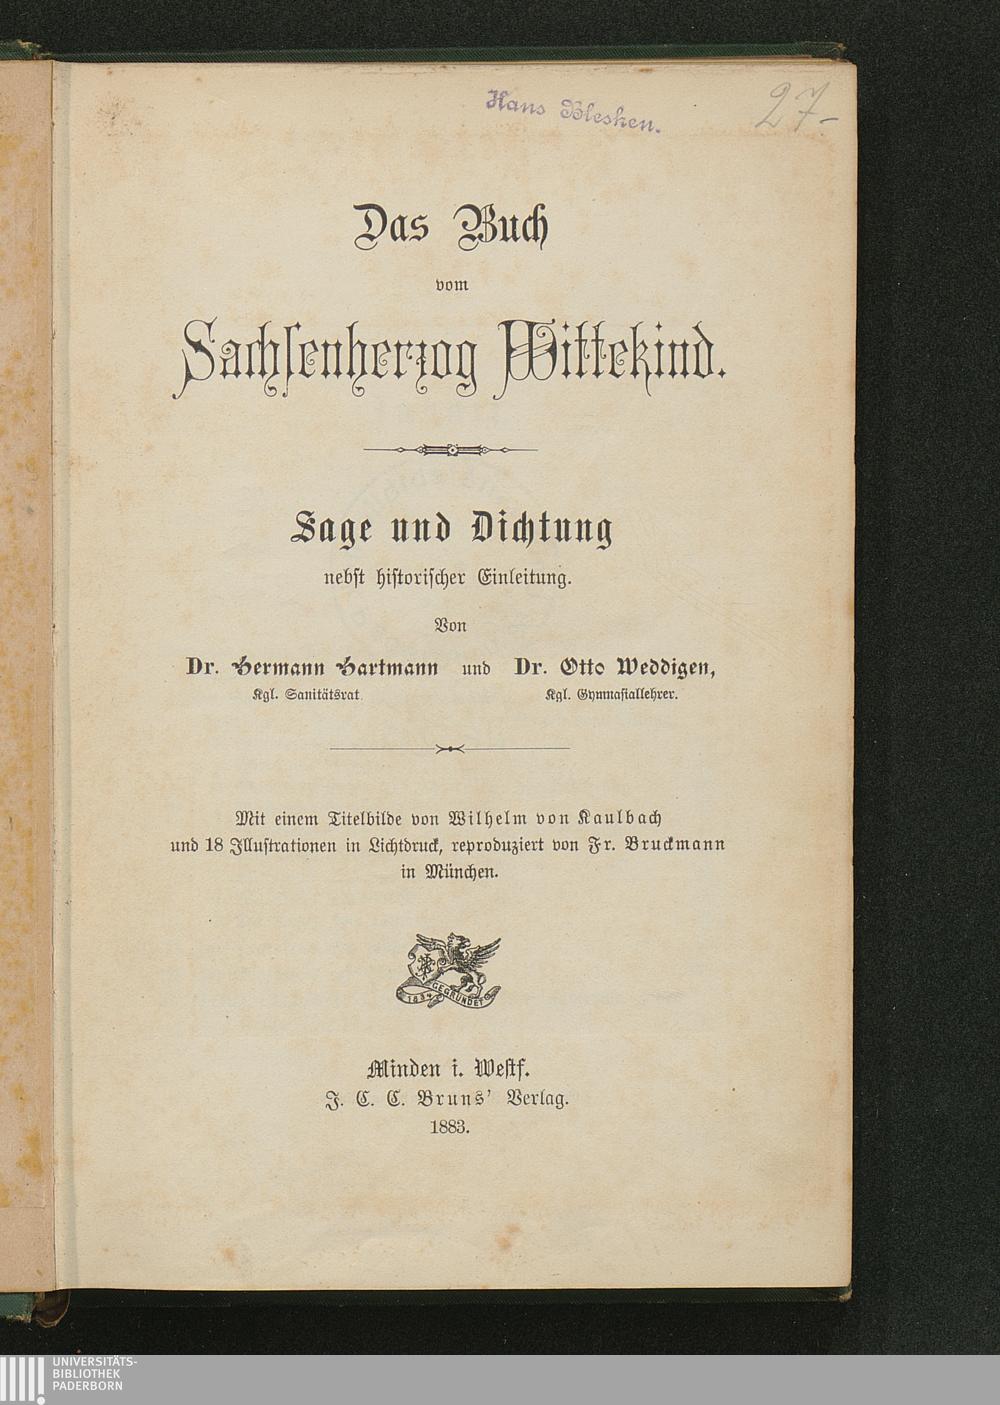 Hans Bleshen.
27-
Das Buch
vom
Sachsenherzog Wittekind.
Sage und Dichtung
nebst historischer Einleitung.
Von
Dr. Hermann Hartmann und Dr. Otto Weddigen,
Kgl. Sanitätsrat Kgl. Gymnasiallehrer.
Mit einem Titelbilde von Wilhelm von Kaulbach
und 18 Illustrationen in Lichtdruck, reproduziert von Fr. Bruckmann
in München.
1834 GEGRÜNDET
Minden i. Westf.
J. C. C. Bruns' Verlag.
1883.
UNIVERSITÄTS-
BIBLIOTHEK
PADERBORN